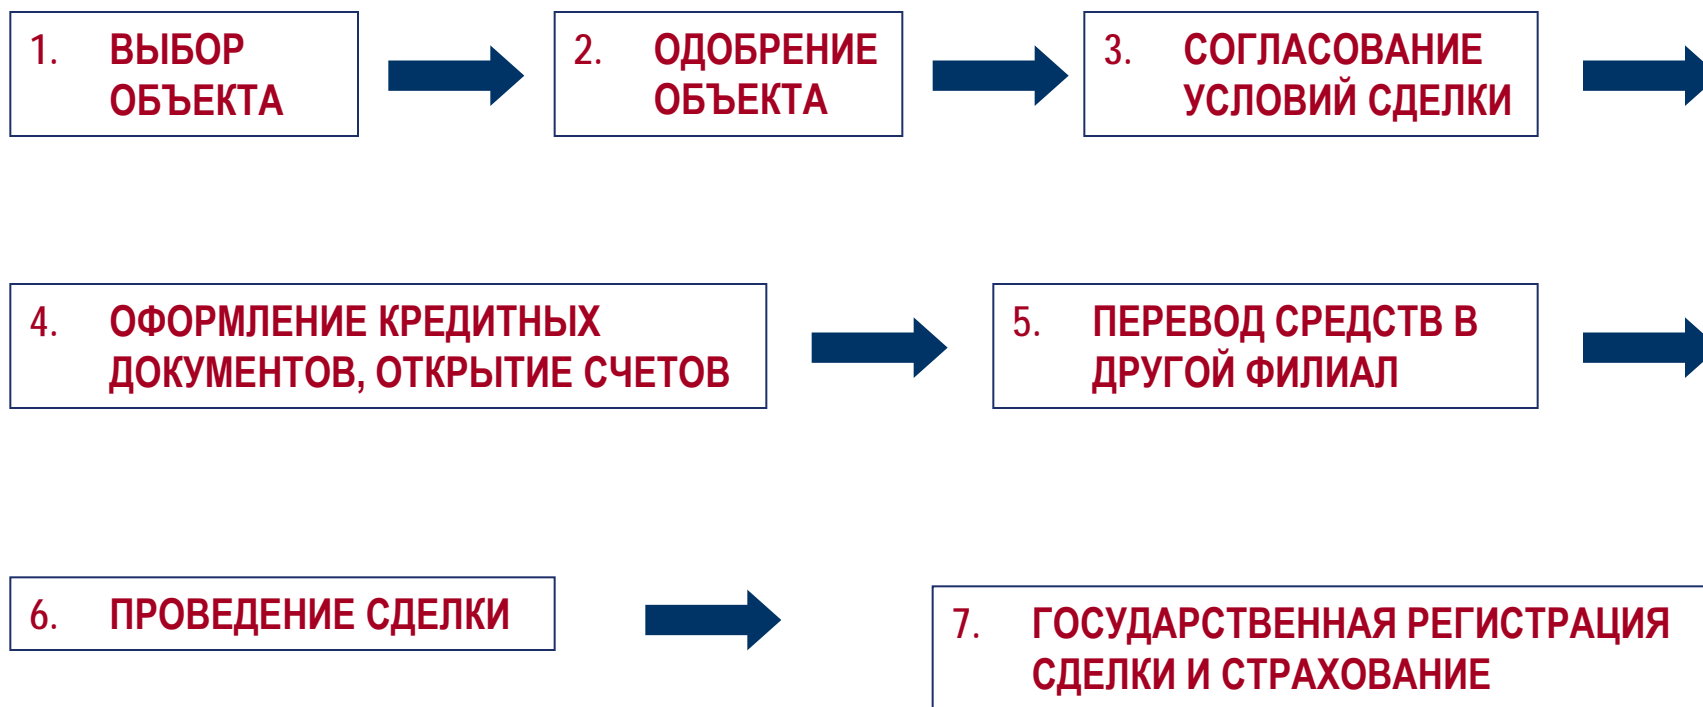 1. ВЫБОР
ОБЪЕКТА
2. ОДОБРЕНИЕ
ОБЪЕКТА
3. СОГЛАСОВАНИЕ
УСЛОВИЙ СДЕЛКИ
4. ОФОРМЛЕНИЕ КРЕДИТНЫХ
ДОКУМЕНТОВ, ОТКРЫТИЕ СЧЕТОВ
5. ПЕРЕВОД СРЕДСТВ В
ДРУГОЙ ФИЛИАЛ
6. ПРОВЕДЕНИЕ СДЕЛКИ
7. ГОСУДАРСТВЕННАЯ РЕГИСТРАЦИЯ
СДЕЛКИ И СТРАХОВАНИЕ